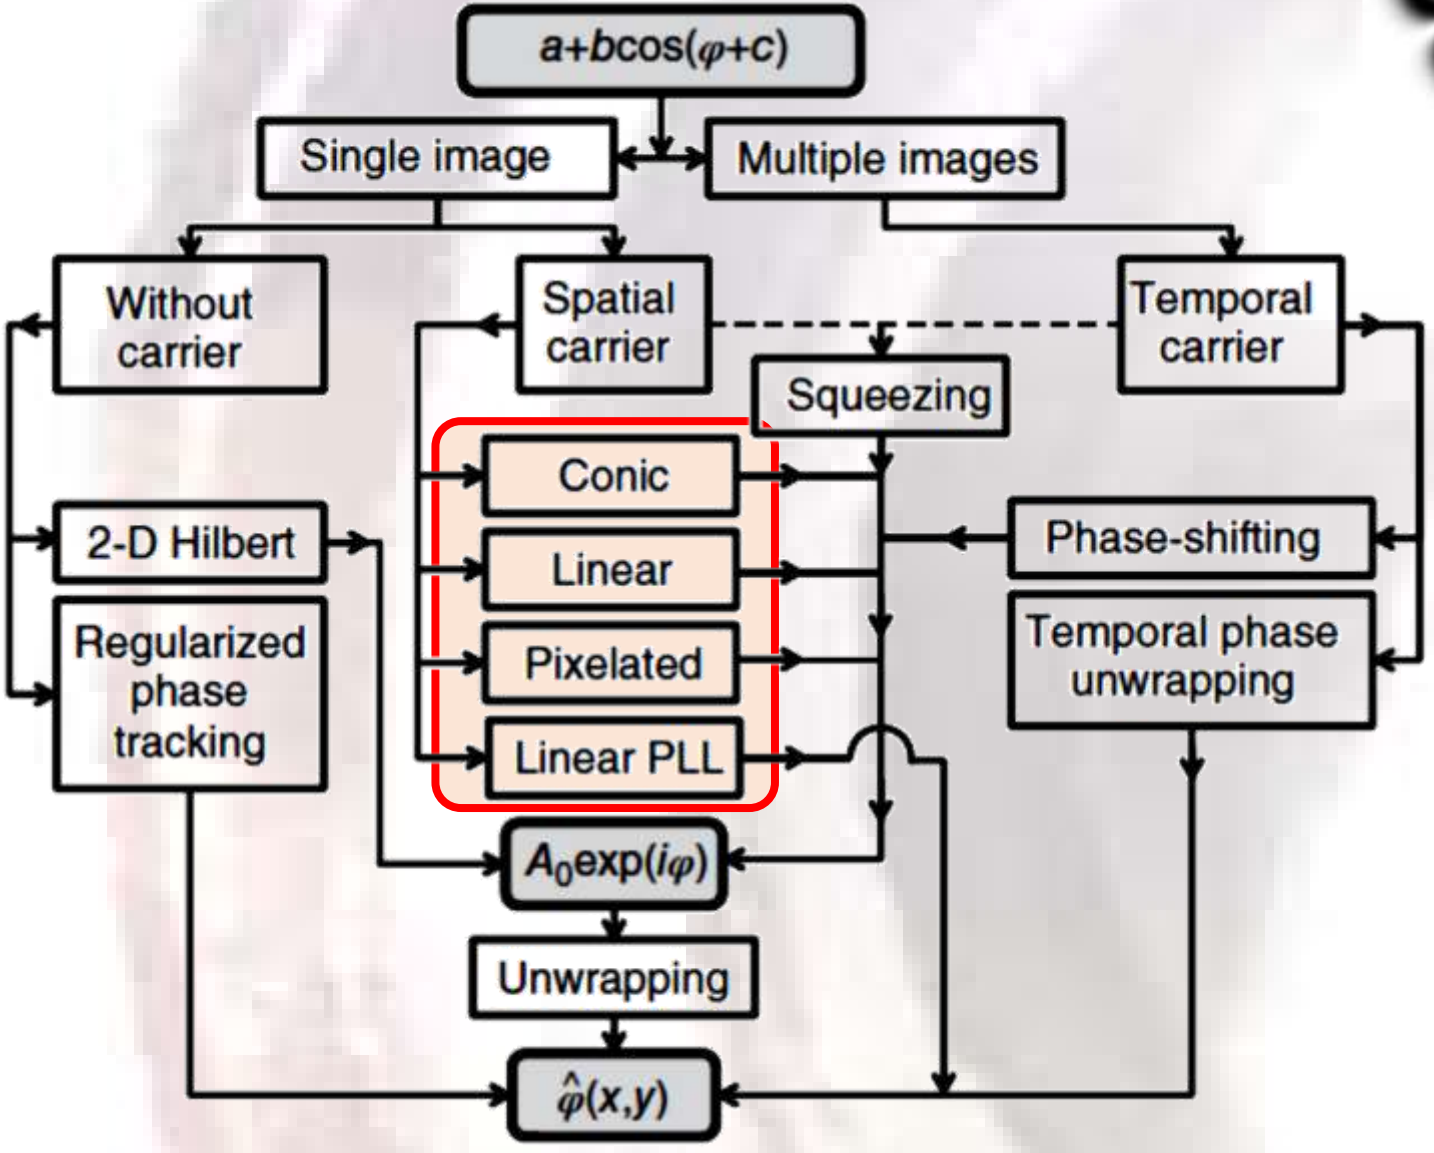 a+bcos(φ+c)
Single image
Multiple images
Without
carrier
Spatial
carrier
Temporal
carrier
Squeezing
Conic
2-D Hilbert
Linear
Phase-shifting
Regularized
phase
tracking
Pixelated
Temporal phase
unwrapping
Linear PLL
A₀exp(iφ)
Unwrapping
φ̂(x,y)